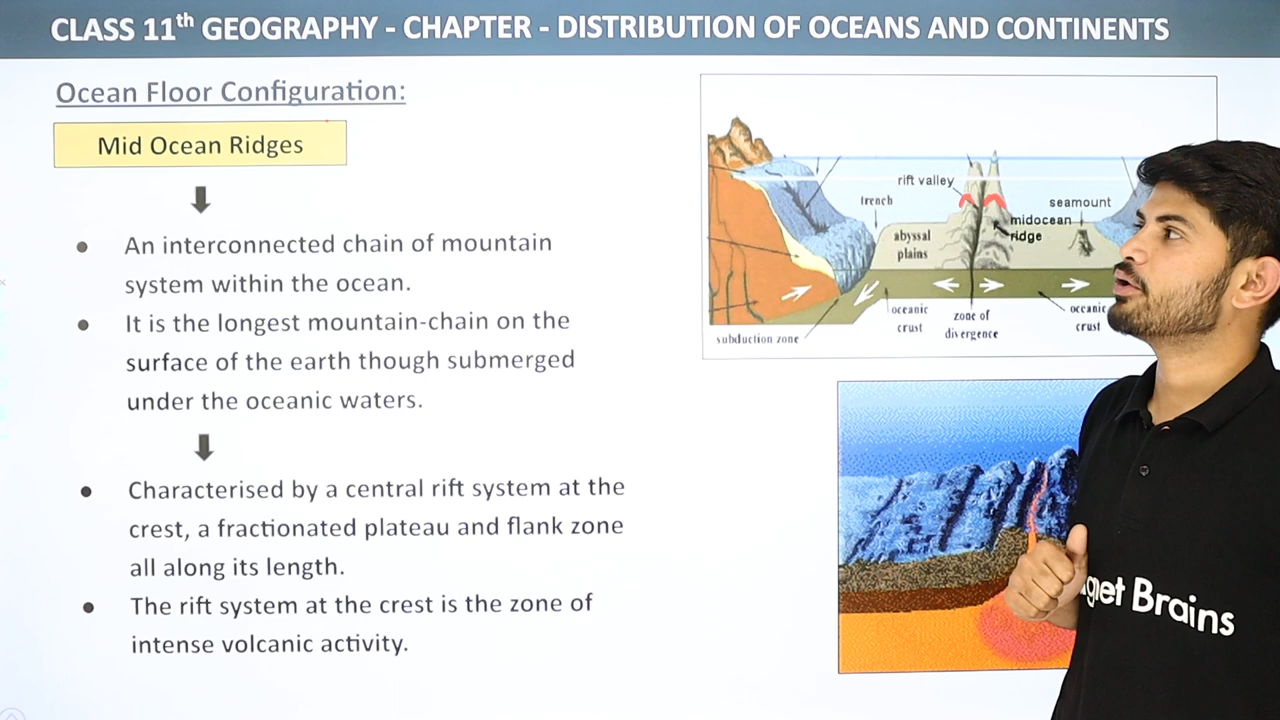 CLASS 11th GEOGRAPHY - CHAPTER - DISTRIBUTION OF OCEANS AND CONTINENTS
Ocean Floor Configuration:
Mid Ocean Ridges
● An interconnected chain of mountain
system within the ocean.
● It is the longest mountain-chain on the
surface of the earth though submerged
under the oceanic waters.
● Characterised by a central rift system at the
crest, a fractionated plateau and flank zone
all along its length.
● The rift system at the crest is the zone of
intense volcanic activity.
rift valley
trench
seamount
midocean
ridge
abyssal
plains
oceanic
crust
zone of
divergence
oceanic
crust
subduction zone
gnet Brains